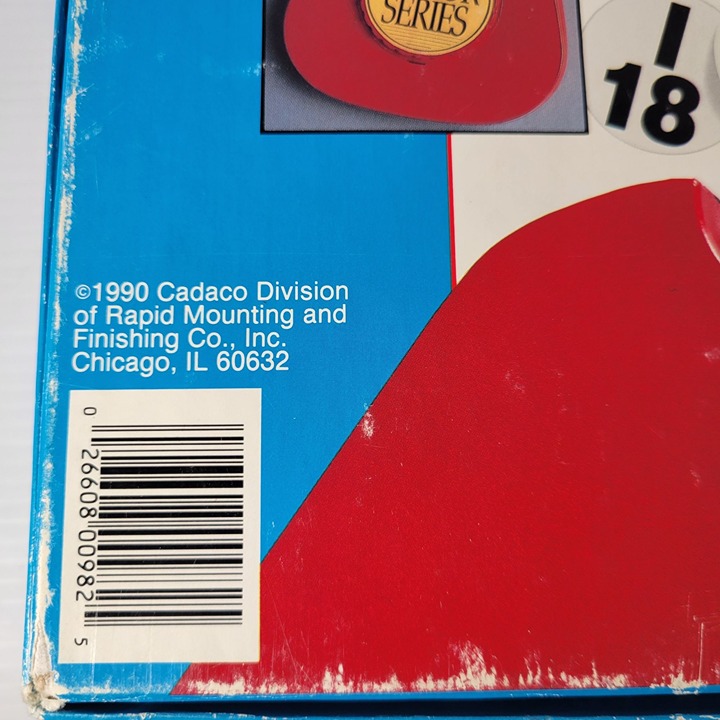 SERIES
I
18
©1990 Cadaco Division
of Rapid Mounting and
Finishing Co., Inc.
Chicago, IL 60632
0 26608 00982 5